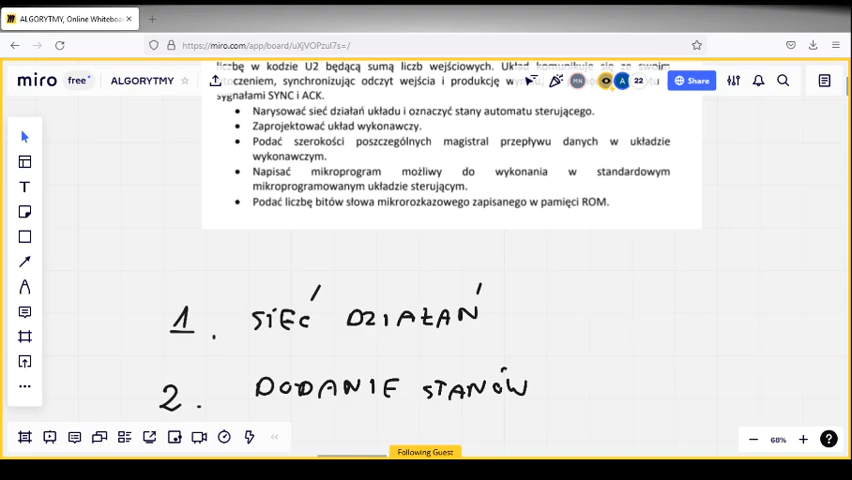 ALGORYTMY, Online Whiteboar
https://miro.com/app/board/uXjVOPzuI7s=/
liczbę w kodzie U2 będącą sumą liczb wejściowych. Układ komunikuje się ze swoim
miro free ALGORYTMY MN A 22 Share
toczeniem, synchronizując odczyt wejścia i produkcję
sygnałami SYNC i ACK.
• Narysować sieć działań układu i oznaczyć stany automatu sterującego.
• Zaprojektować układ wykonawczy.
• Podać szerokości poszczególnych magistral przepływu danych w układzie
wykonawczym.
• Napisać mikroprogram możliwy do wykonania w standardowym
mikroprogramowanym układzie sterującym.
• Podać liczbę bitów słowa mikrorozkazowego zapisanego w pamięci ROM.
1. SIEĆ DZIAŁAŃ
2. DODANIE STANÓW
68%
Following Guest